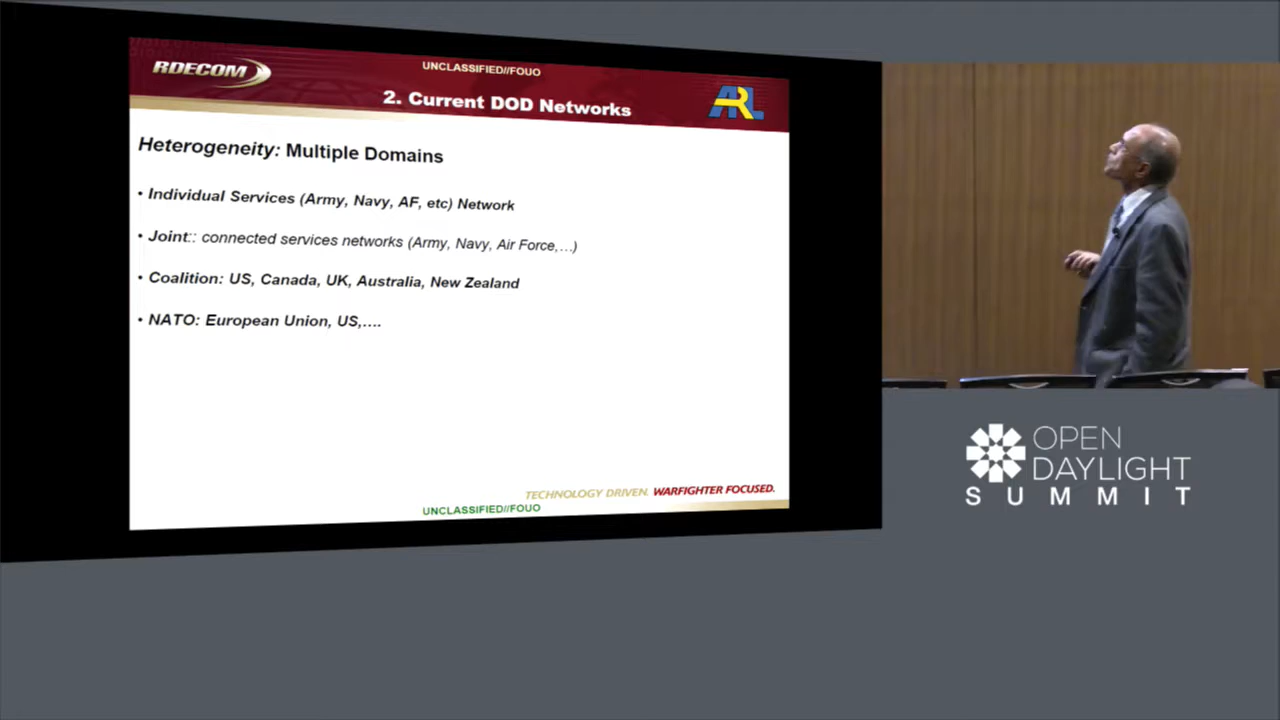 RDECOM
UNCLASSIFIED//FOUO
2. Current DOD Networks
ARL
Heterogeneity: Multiple Domains
• Individual Services (Army, Navy, AF, etc) Network
• Joint:: connected services networks (Army, Navy, Air Force,…)
• Coalition: US, Canada, UK, Australia, New Zealand
• NATO: European Union, US,….
TECHNOLOGY DRIVEN. WARFIGHTER FOCUSED.
UNCLASSIFIED//FOUO
OPEN
DAYLIGHT
SUMMIT